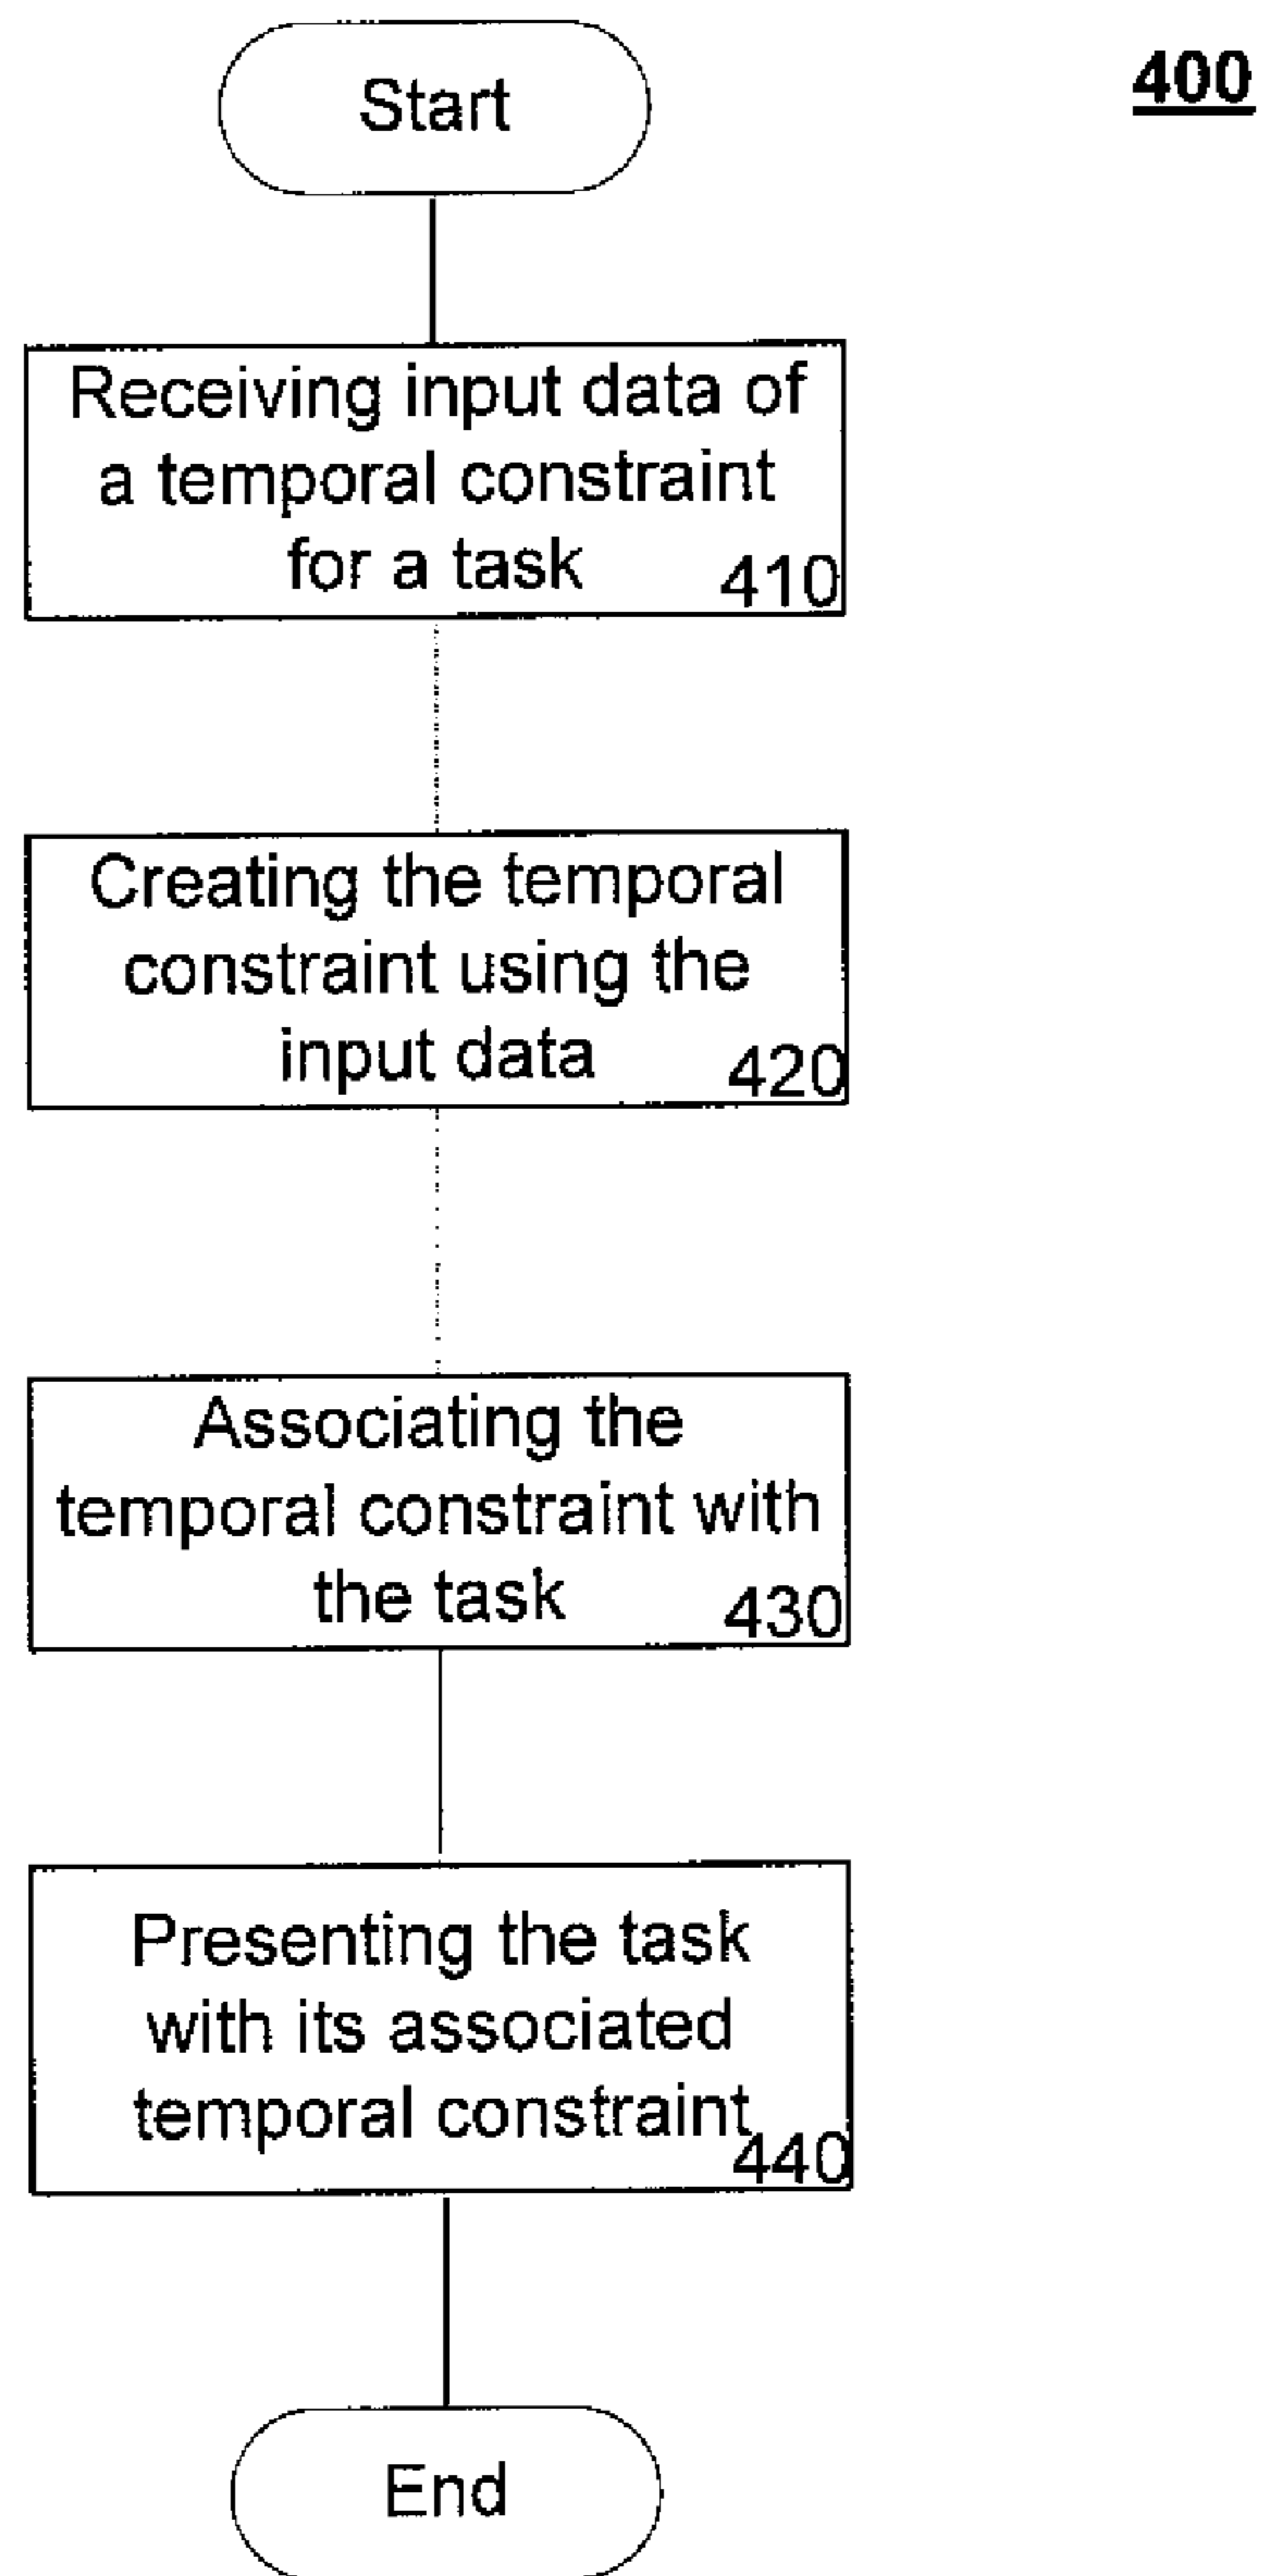 Start
400
Receiving input data of
a temporal constraint
for a task
410
Creating the temporal
constraint using the
input data
420
Associating the
temporal constraint with
the task
430
Presenting the task
with its associated
temporal constraint
440
End